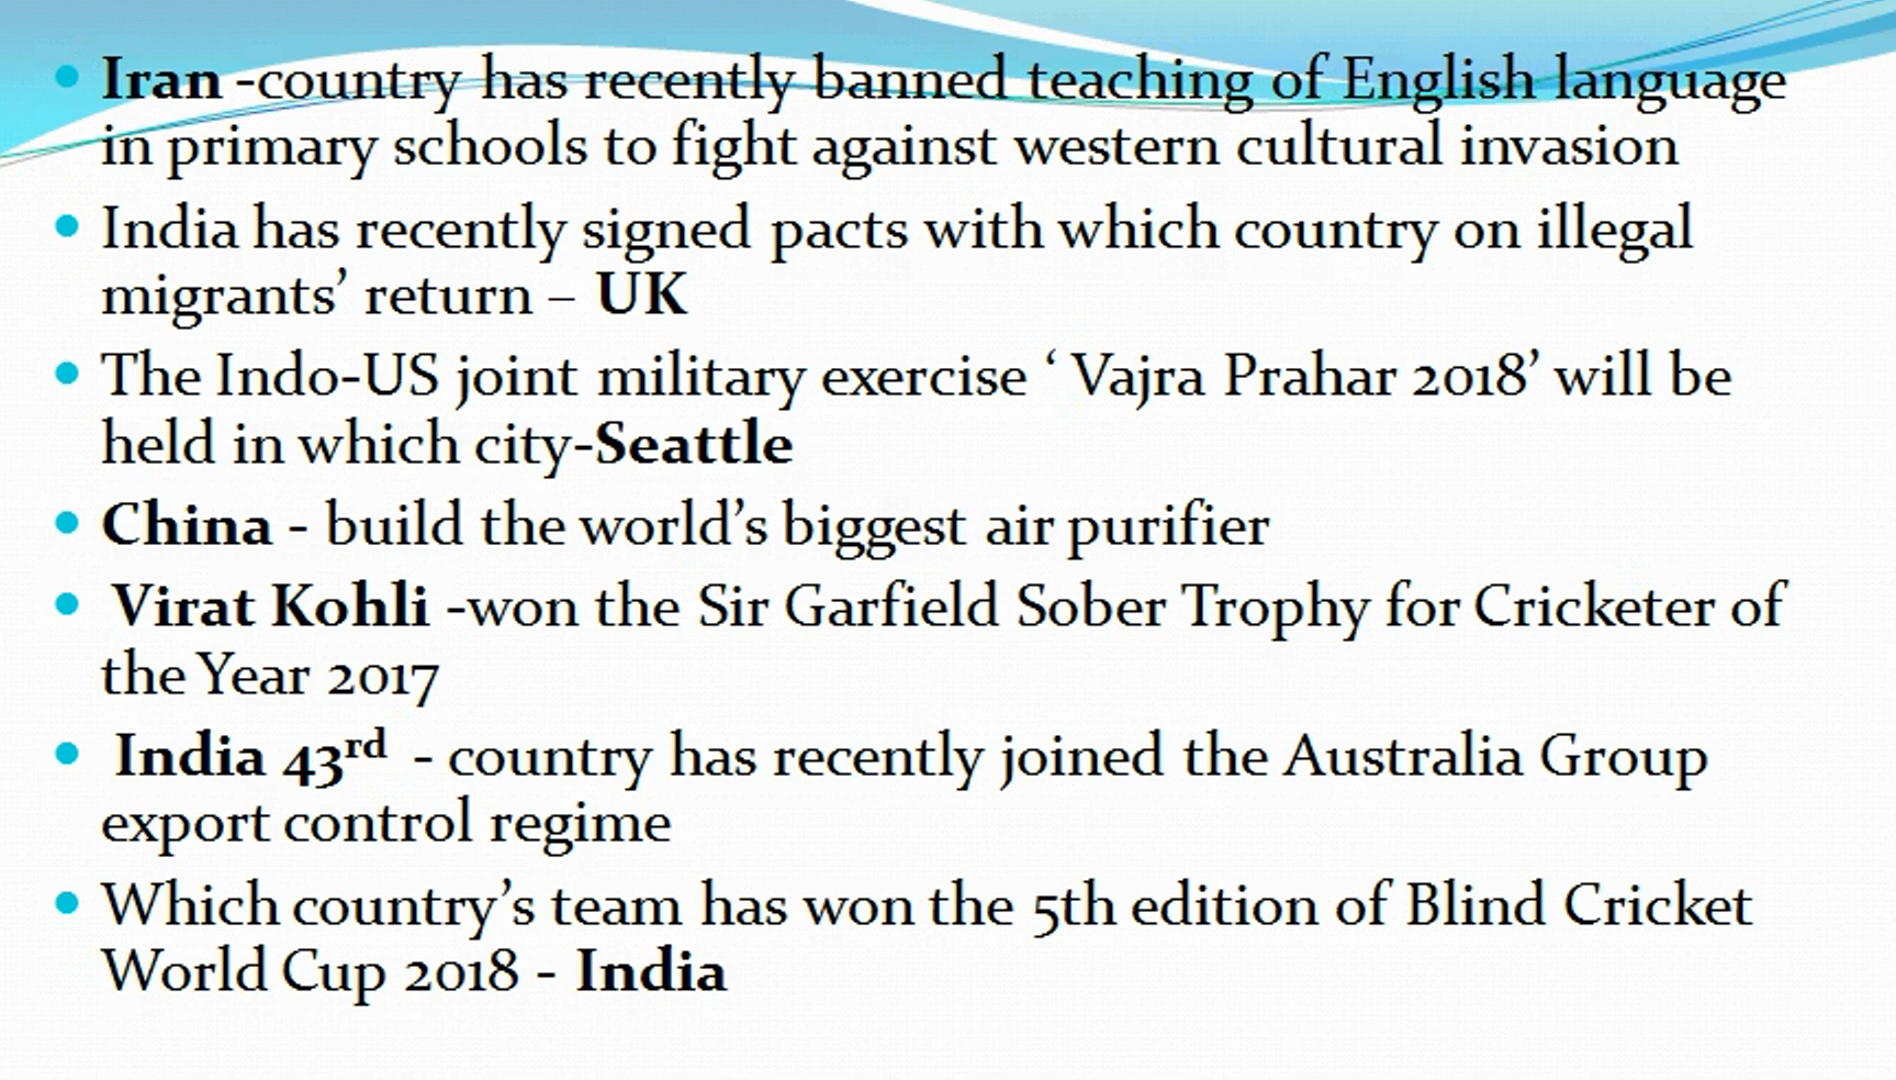 • Iran -country has recently banned teaching of English language
in primary schools to fight against western cultural invasion
• India has recently signed pacts with which country on illegal
migrants’ return – UK
• The Indo-US joint military exercise ‘ Vajra Prahar 2018’ will be
held in which city-Seattle
• China - build the world’s biggest air purifier
• Virat Kohli -won the Sir Garfield Sober Trophy for Cricketer of
the Year 2017
• India 43rd - country has recently joined the Australia Group
export control regime
• Which country’s team has won the 5th edition of Blind Cricket
World Cup 2018 - India